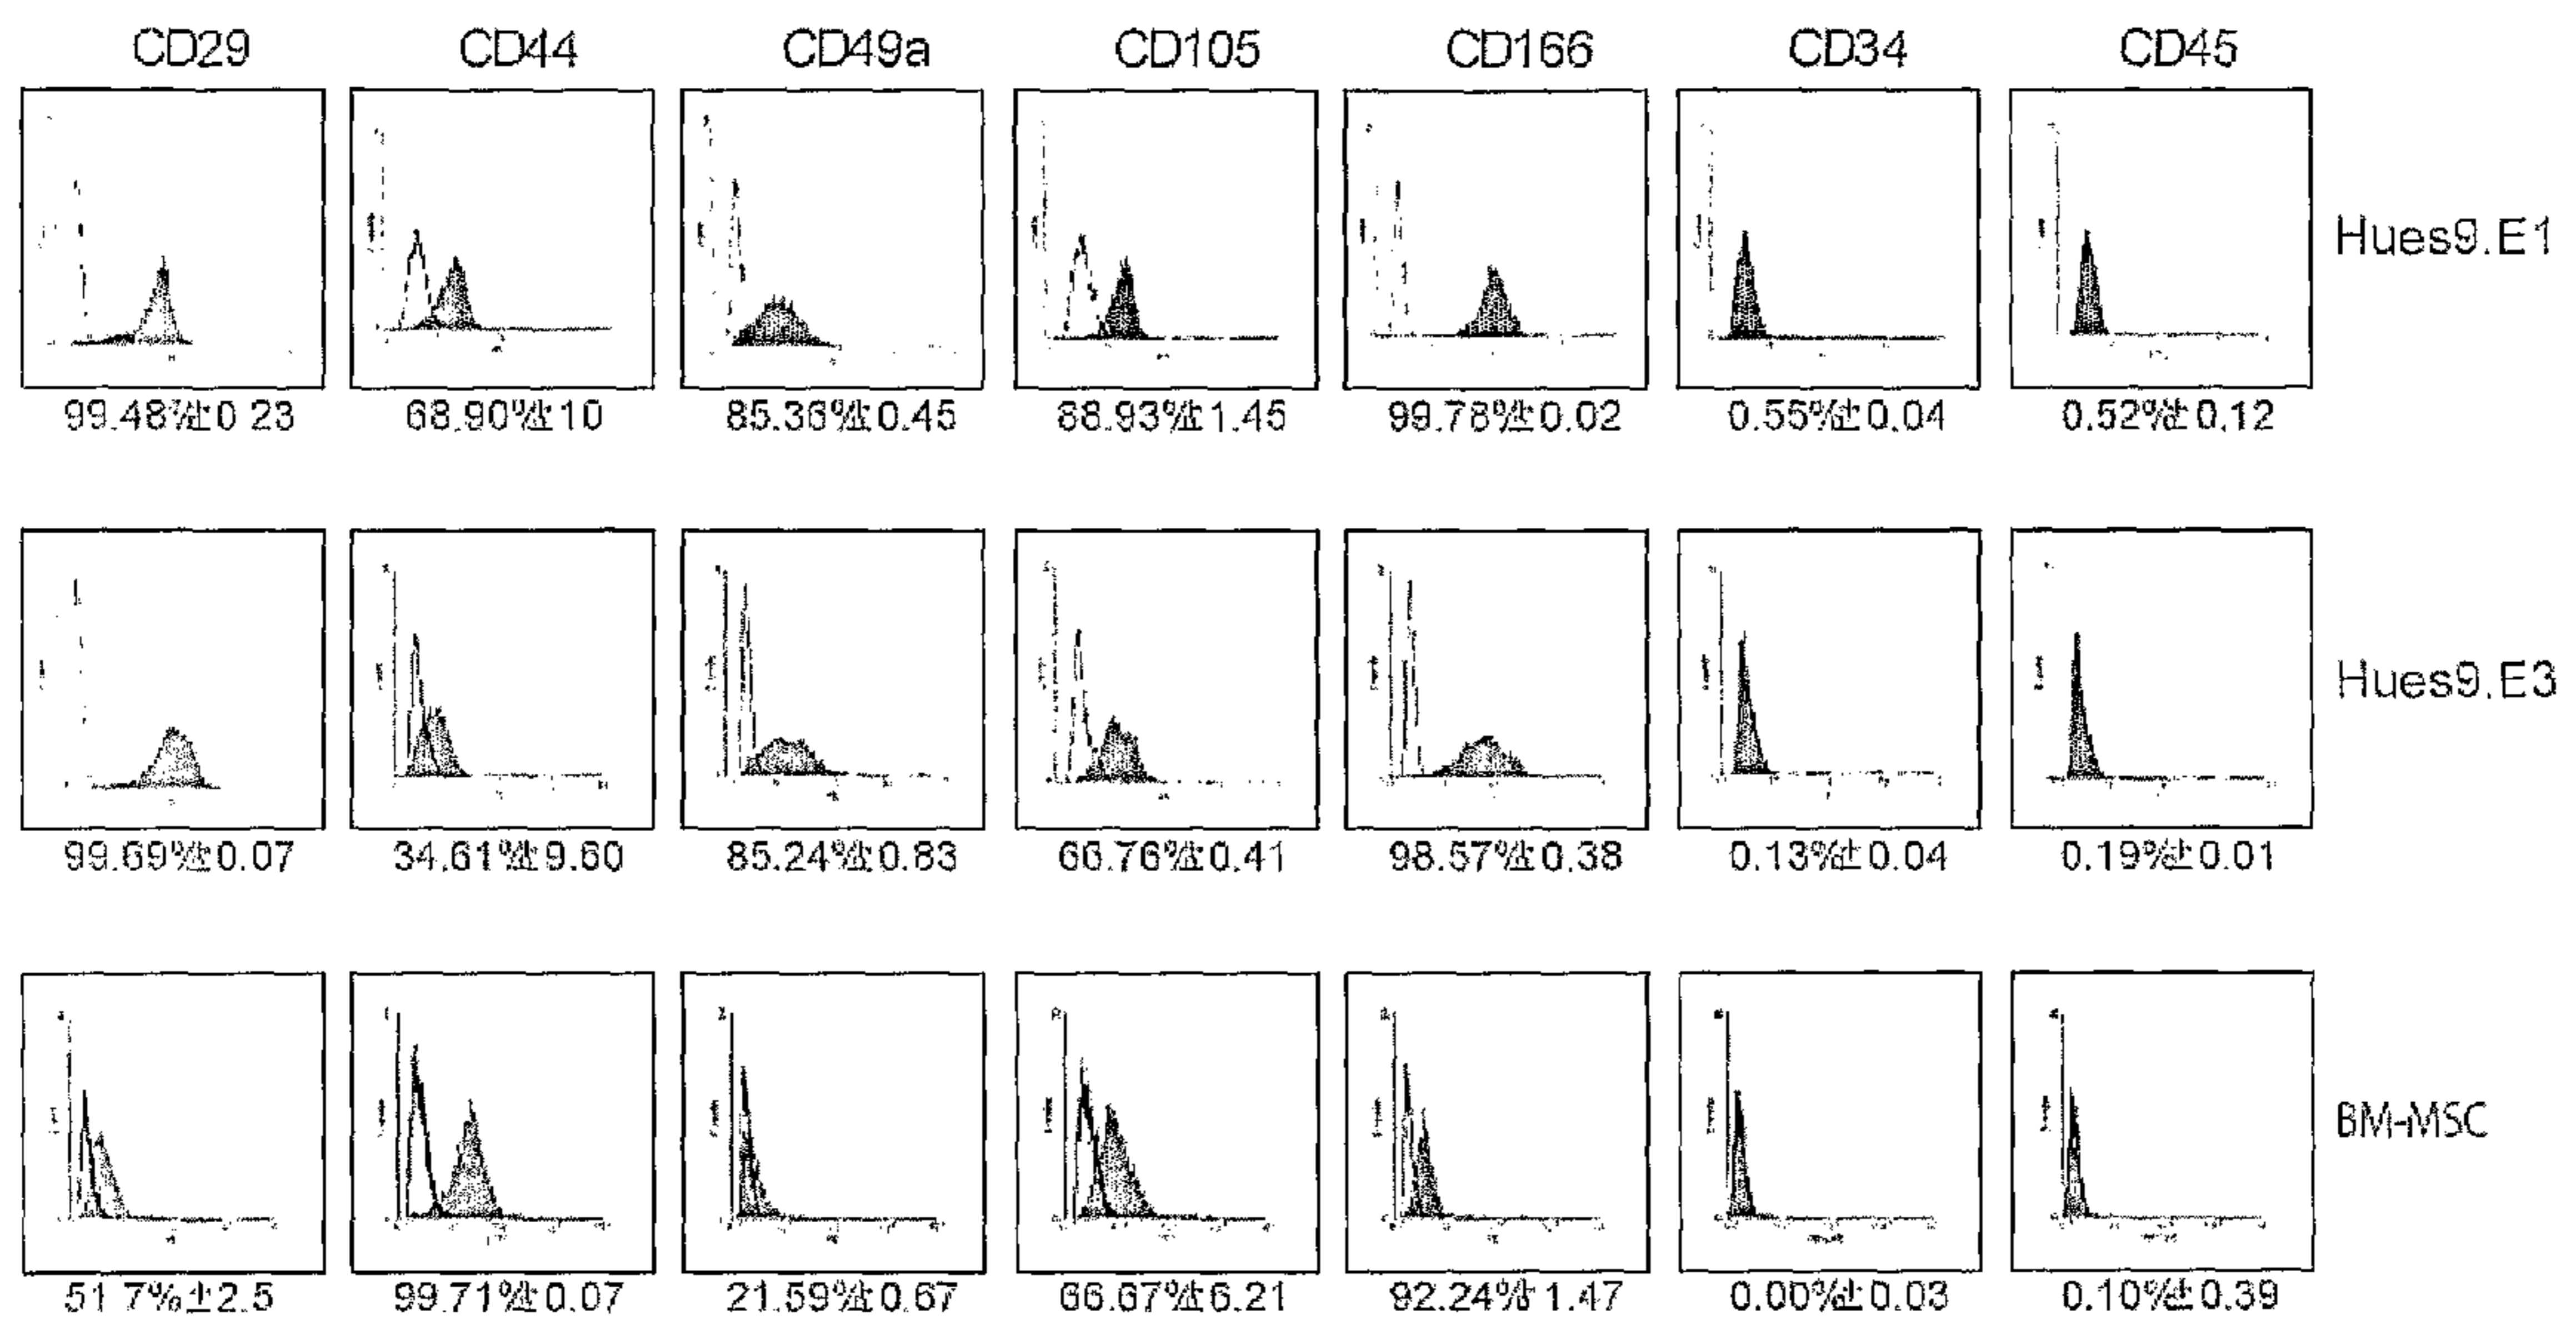 CD29 CD44 CD49a CD105 CD166 CD34 CD45
Hues9.E1
99.48%±0.23 68.90%±10 85.36%±0.45 88.93%±1.45 99.78%±0.02 0.55%±0.04 0.52%±0.12
Hues9.E3
99.69%±0.07 34.61%±9.60 85.24%±0.83 66.76%±0.41 98.57%±0.38 0.13%±0.04 0.19%±0.01
BM-MSC
51.7%±2.5 99.71%±0.07 21.59%±0.67 66.67%±6.21 92.24%±1.47 0.00%±0.03 0.10%±0.39